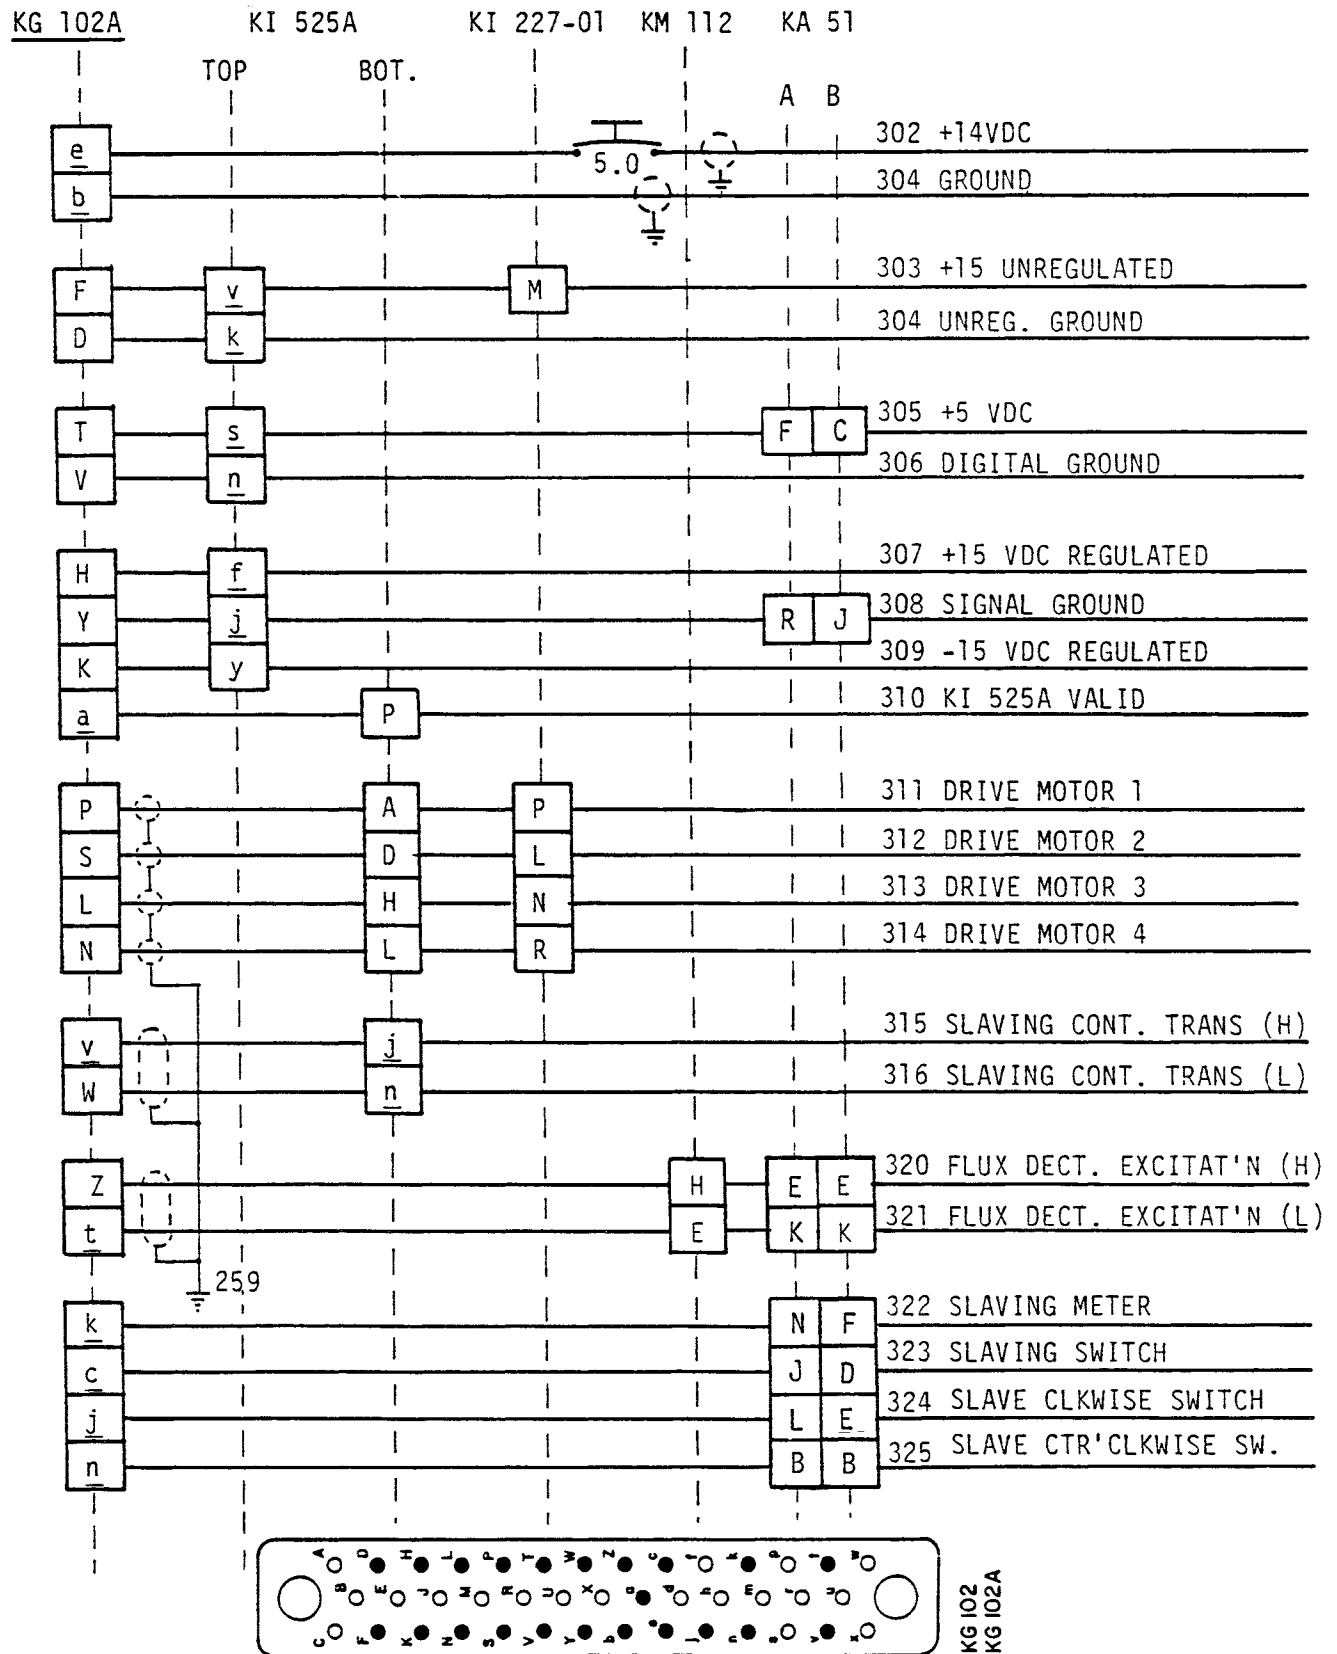 KG 102A KI 525A KI 227-01 KM 112 KA 51
TOP BOT.
A B
e 5.0 302 +14VDC
b 304 GROUND
F v M 303 +15 UNREGULATED
D k 304 UNREG. GROUND
T s F C 305 +5 VDC
V n 306 DIGITAL GROUND
H f 307 +15 VDC REGULATED
Y j R J 308 SIGNAL GROUND
K y 309 -15 VDC REGULATED
a P 310 KI 525A VALID
P A P 311 DRIVE MOTOR 1
S D L 312 DRIVE MOTOR 2
L H N 313 DRIVE MOTOR 3
N L R 314 DRIVE MOTOR 4
v j 315 SLAVING CONT. TRANS (H)
W n 316 SLAVING CONT. TRANS (L)
Z H E E 320 FLUX DECT. EXCITAT'N (H)
t E K K 321 FLUX DECT. EXCITAT'N (L)
259
k N F 322 SLAVING METER
c J D 323 SLAVING SWITCH
j L E 324 SLAVE CLKWISE SWITCH
n B B 325 SLAVE CTR'CLKWISE SW.
A D H L P T W Z c f k p t w
B E J M R U X a d h m r u
C F K N S V Y b e j n s v x
KG 102
KG 102A